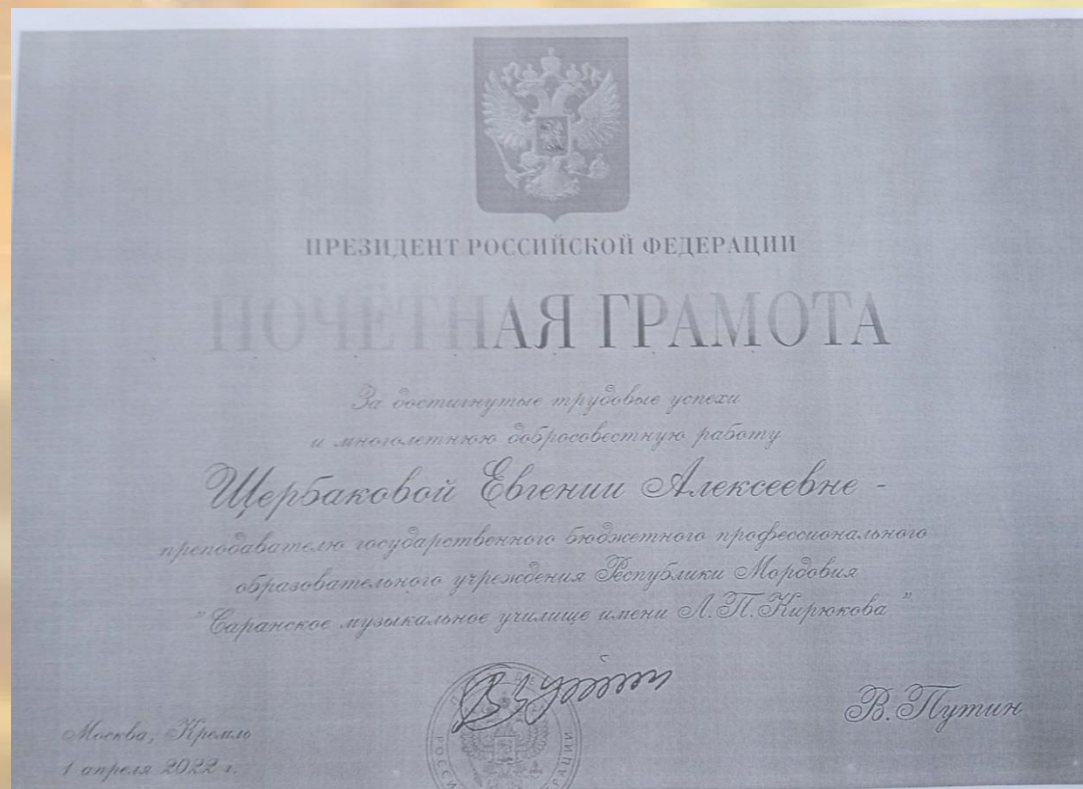 ПРЕЗИДЕНТ РОССИЙСКОЙ ФЕДЕРАЦИИ
ПОЧЁТНАЯ ГРАМОТА
За достигнутые трудовые успехи
и многолетнюю добросовестную работу
Щербаковой Евгении Алексеевне -
преподавателю государственного бюджетного профессионального
образовательного учреждения Республики Мордовия
"Саранское музыкальное училище имени Л.П.Кирюкова"
В.Путин
Москва, Кремль
1 апреля 2022 г.